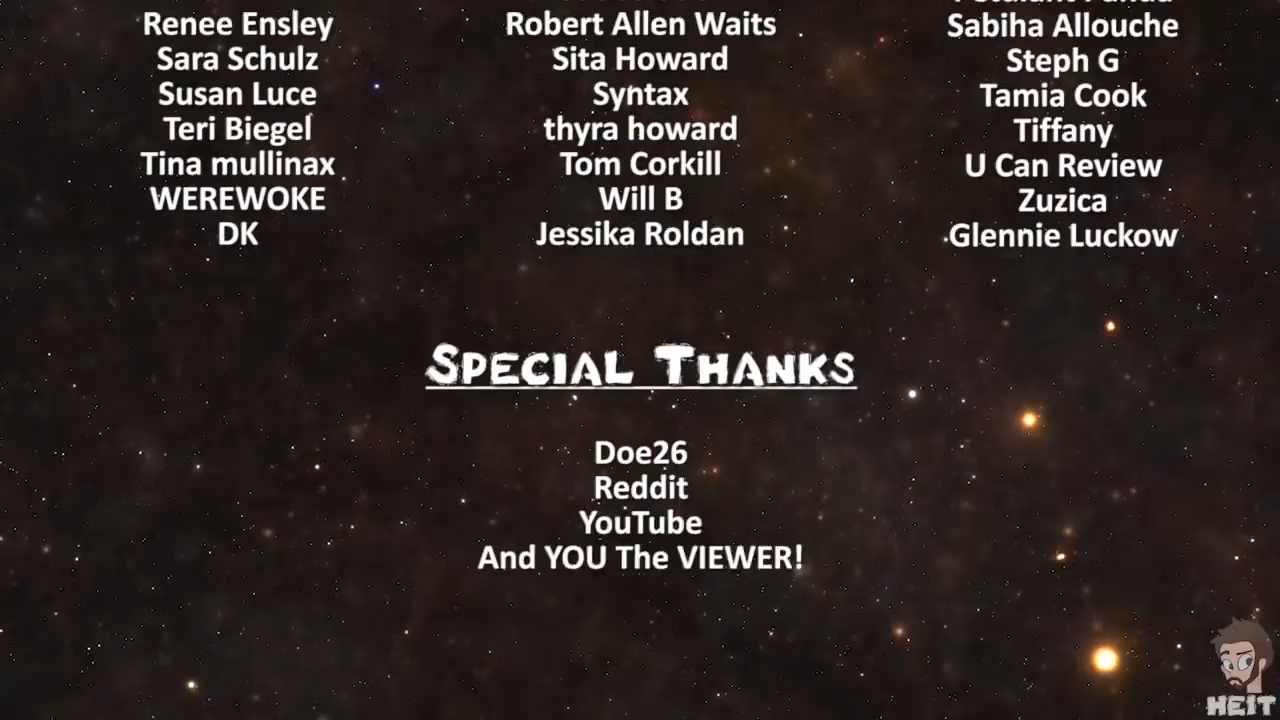 Renee Ensley
Sara Schulz
Susan Luce
Teri Biegel
Tina mullinax
WEREWOKE
DK
Robert Allen Waits
Sita Howard
Syntax
thyra howard
Tom Corkill
Will B
Jessika Roldan
Sabiha Allouche
Steph G
Tamia Cook
Tiffany
U Can Review
Zuzica
Glennie Luckow
SPECIAL THANKS
Doe26
Reddit
YouTube
And YOU The VIEWER!
HEIT